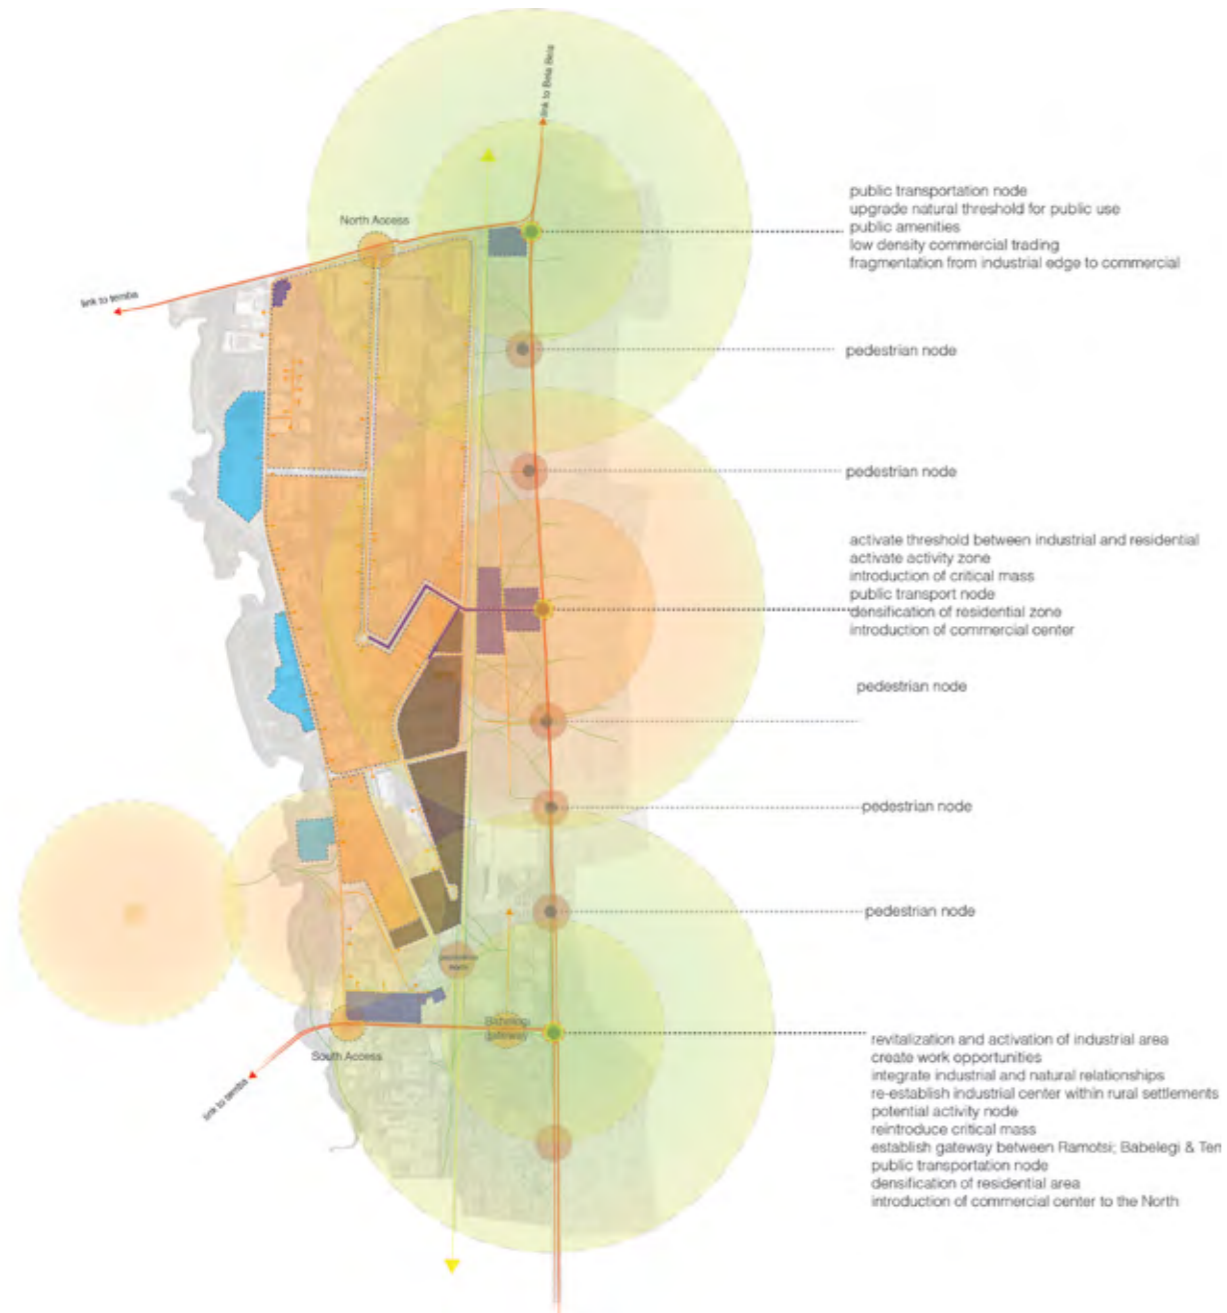 link to Bela Bela
North Access
link to temba
public transportation node
upgrade natural threshold for public use
public amenities
low density commercial trading
fragmentation from industrial edge to commercial
pedestrian node
pedestrian node
activate threshold between industrial and residential
activate activity zone
introduction of critical mass
public transport node
densification of residential zone
introduction of commercial center
pedestrian node
pedestrian node
pedestrian node
pedestrian
node
Babelegi
gateway
South Access
link to temba
revitalization and activation of industrial area
create work opportunities
integrate industrial and natural relationships
re-establish industrial center within rural settlements
potential activity node
reintroduce critical mass
establish gateway between Ramotsi; Babelegi & Tem
public transportation node
densification of residential area
introduction of commercial center to the North